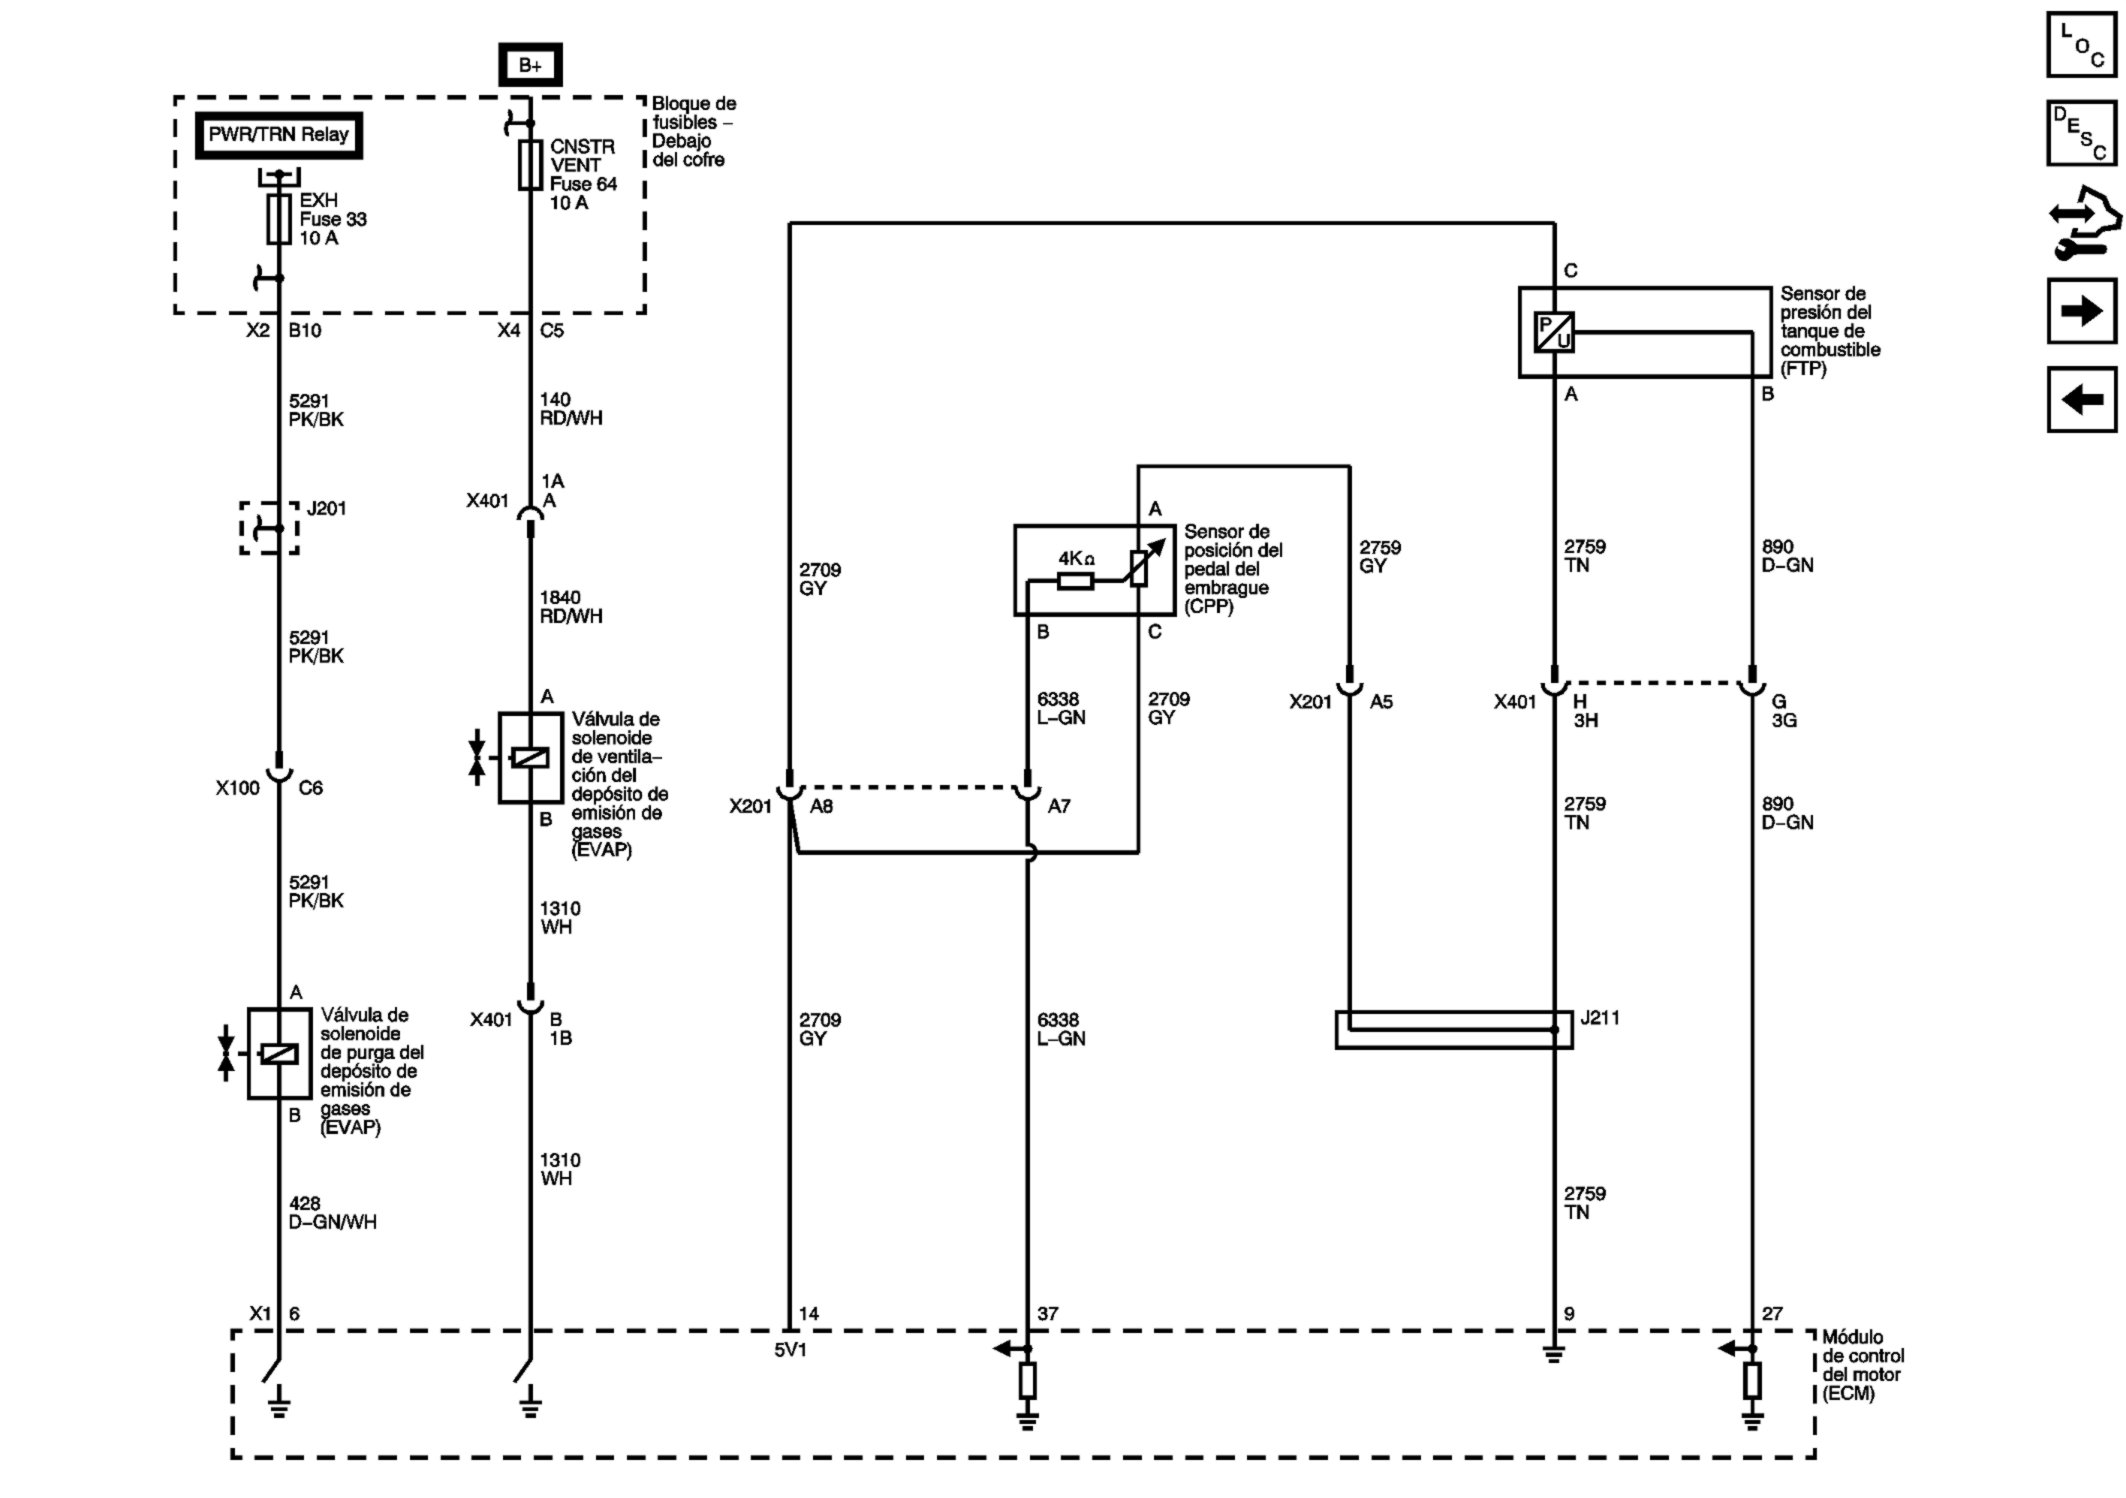 B+
Bloque de
fusibles –
Debajo
del cofre
PWR/TRN Relay
CNSTR
VENT
Fuse 64
10 A
EXH
Fuse 33
10 A
X2 B10
X4 C5
5291
PK/BK
140
RD/WH
1A
X401 A
J201
1840
RD/WH
5291
PK/BK
A
Válvula de
solenoide
de ventila–
ción del
depósito de
emisión de
gases
(EVAP)
B
X100 C6
5291
PK/BK
1310
WH
A
Válvula de
solenoide
de purga del
depósito de
emisión de
gases
(EVAP)
B
X401 B
1B
1310
WH
428
D–GN/WH
X1 6
2709
GY
4KΩ
A
Sensor de
posición del
pedal del
embrague
(CPP)
B
C
6338
L–GN
2709
GY
X201 A8
A7
2709
GY
6338
L–GN
14
37
5V1
2759
GY
X201 A5
C
P
U
Sensor de
presión del
tanque de
combustible
(FTP)
A
B
2759
TN
890
D–GN
X401 H
3H
G
3G
2759
TN
890
D–GN
J211
2759
TN
9
27
Módulo
de control
del motor
(ECM)
LOC
DESC